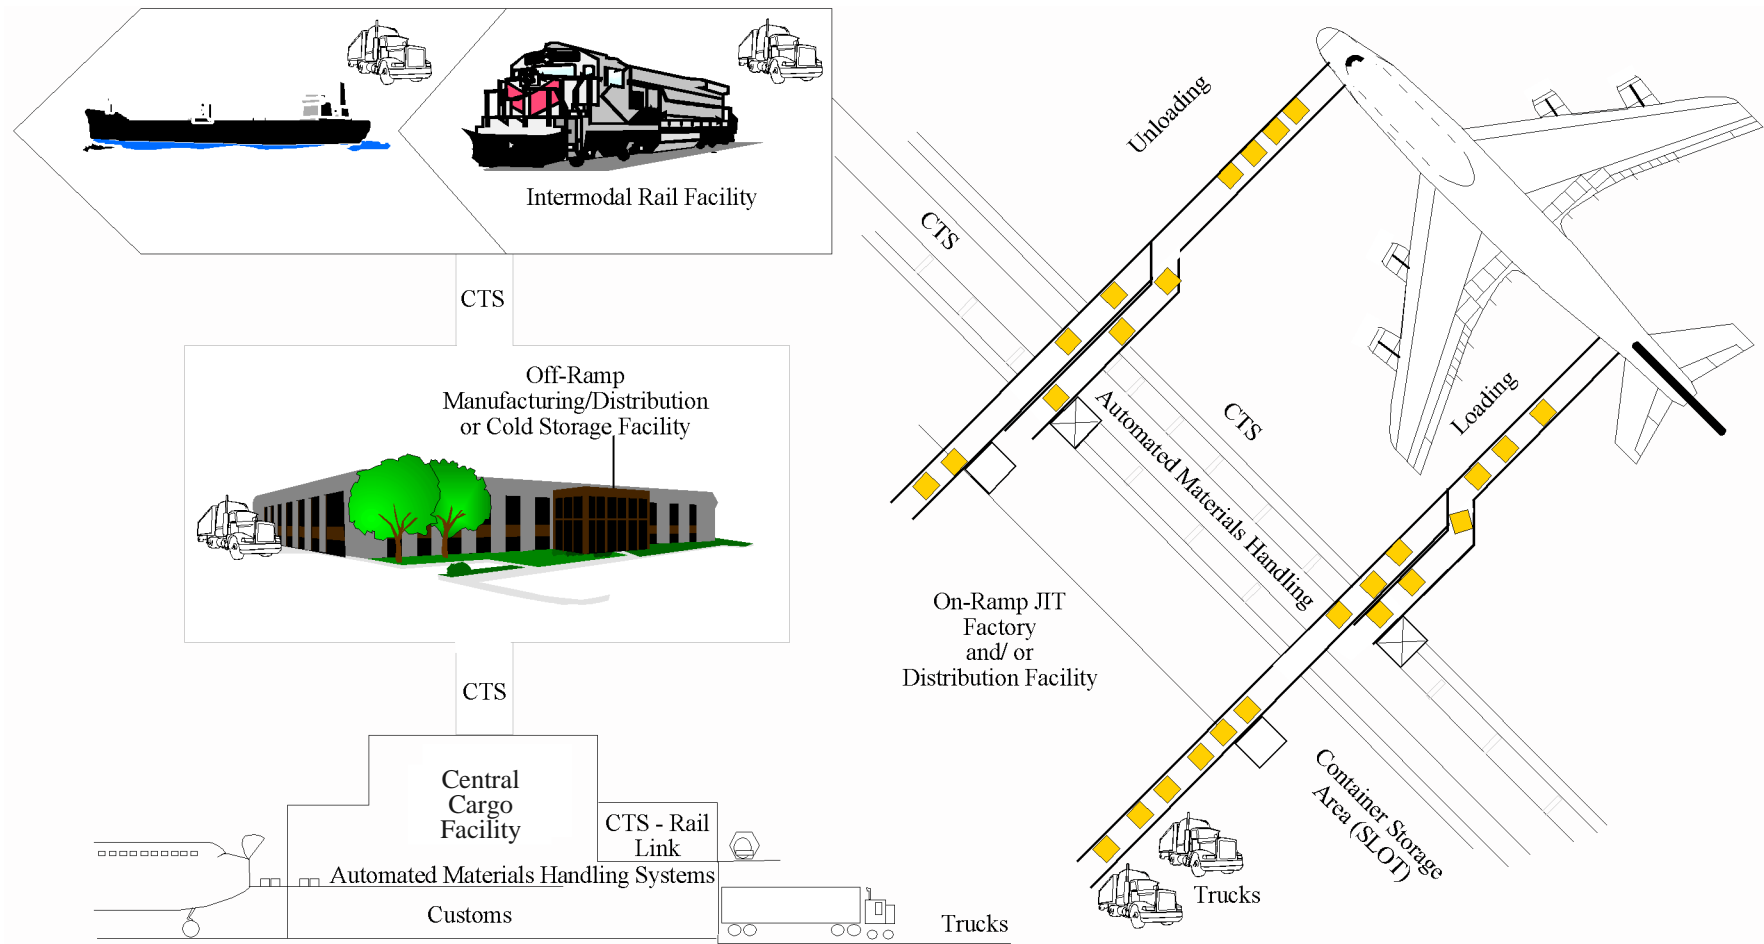 Intermodal Rail Facility
CTS
Off-Ramp
Manufacturing/Distribution
or Cold Storage Facility
CTS
Central
Cargo
Facility
CTS - Rail
Link
Automated Materials Handling Systems
Customs
Trucks
Unloading
CTS
CTS
Automated Materials Handling
Loading
On-Ramp JIT
Factory
and/ or
Distribution Facility
Container Storage
Area (SLOT)
Trucks